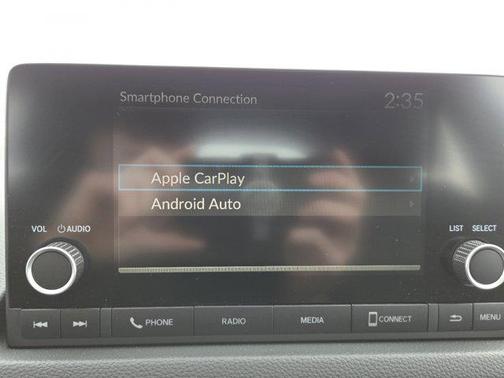 Smartphone Connection 2:35
Apple CarPlay
Android Auto
VOL AUDIO LIST SELECT
PHONE RADIO MEDIA CONNECT MENU